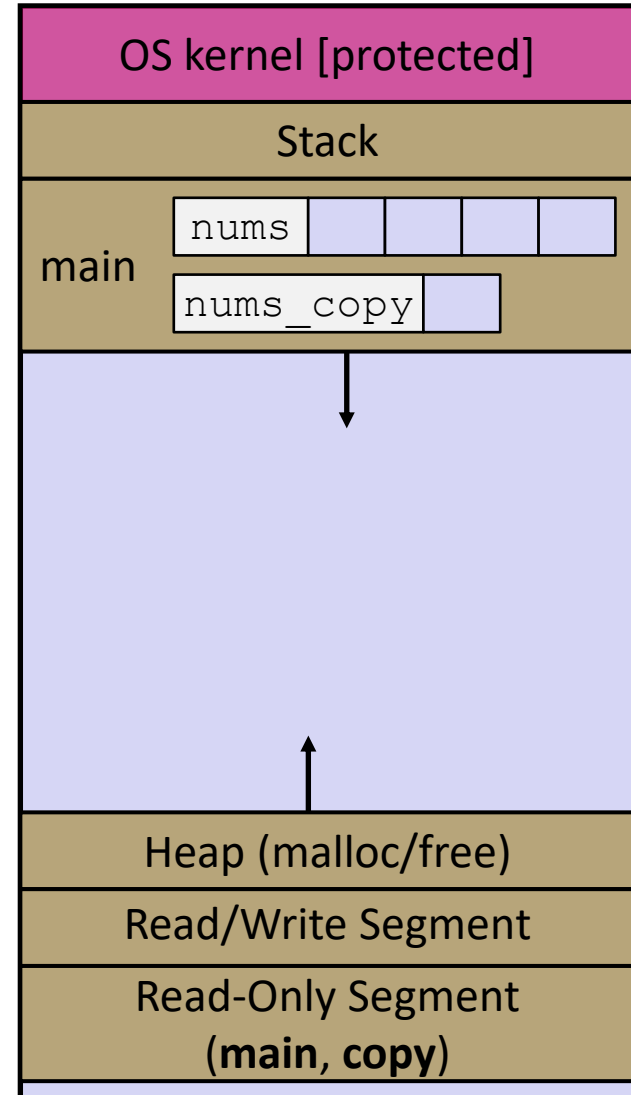 OS kernel [protected]
Stack
main
nums
nums_copy
Heap (malloc/free)
Read/Write Segment
Read-Only Segment
(main, copy)